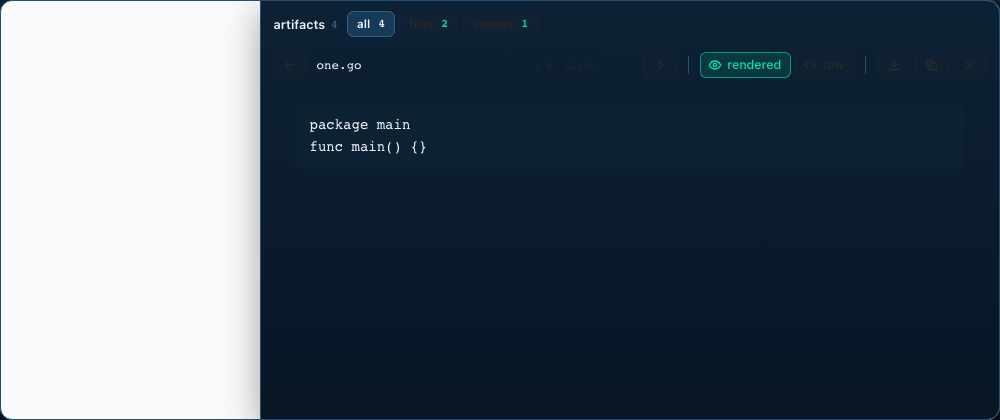 artifacts 4 all 4 files 2 images 1
one.go rendered raw
package main
func main() {}